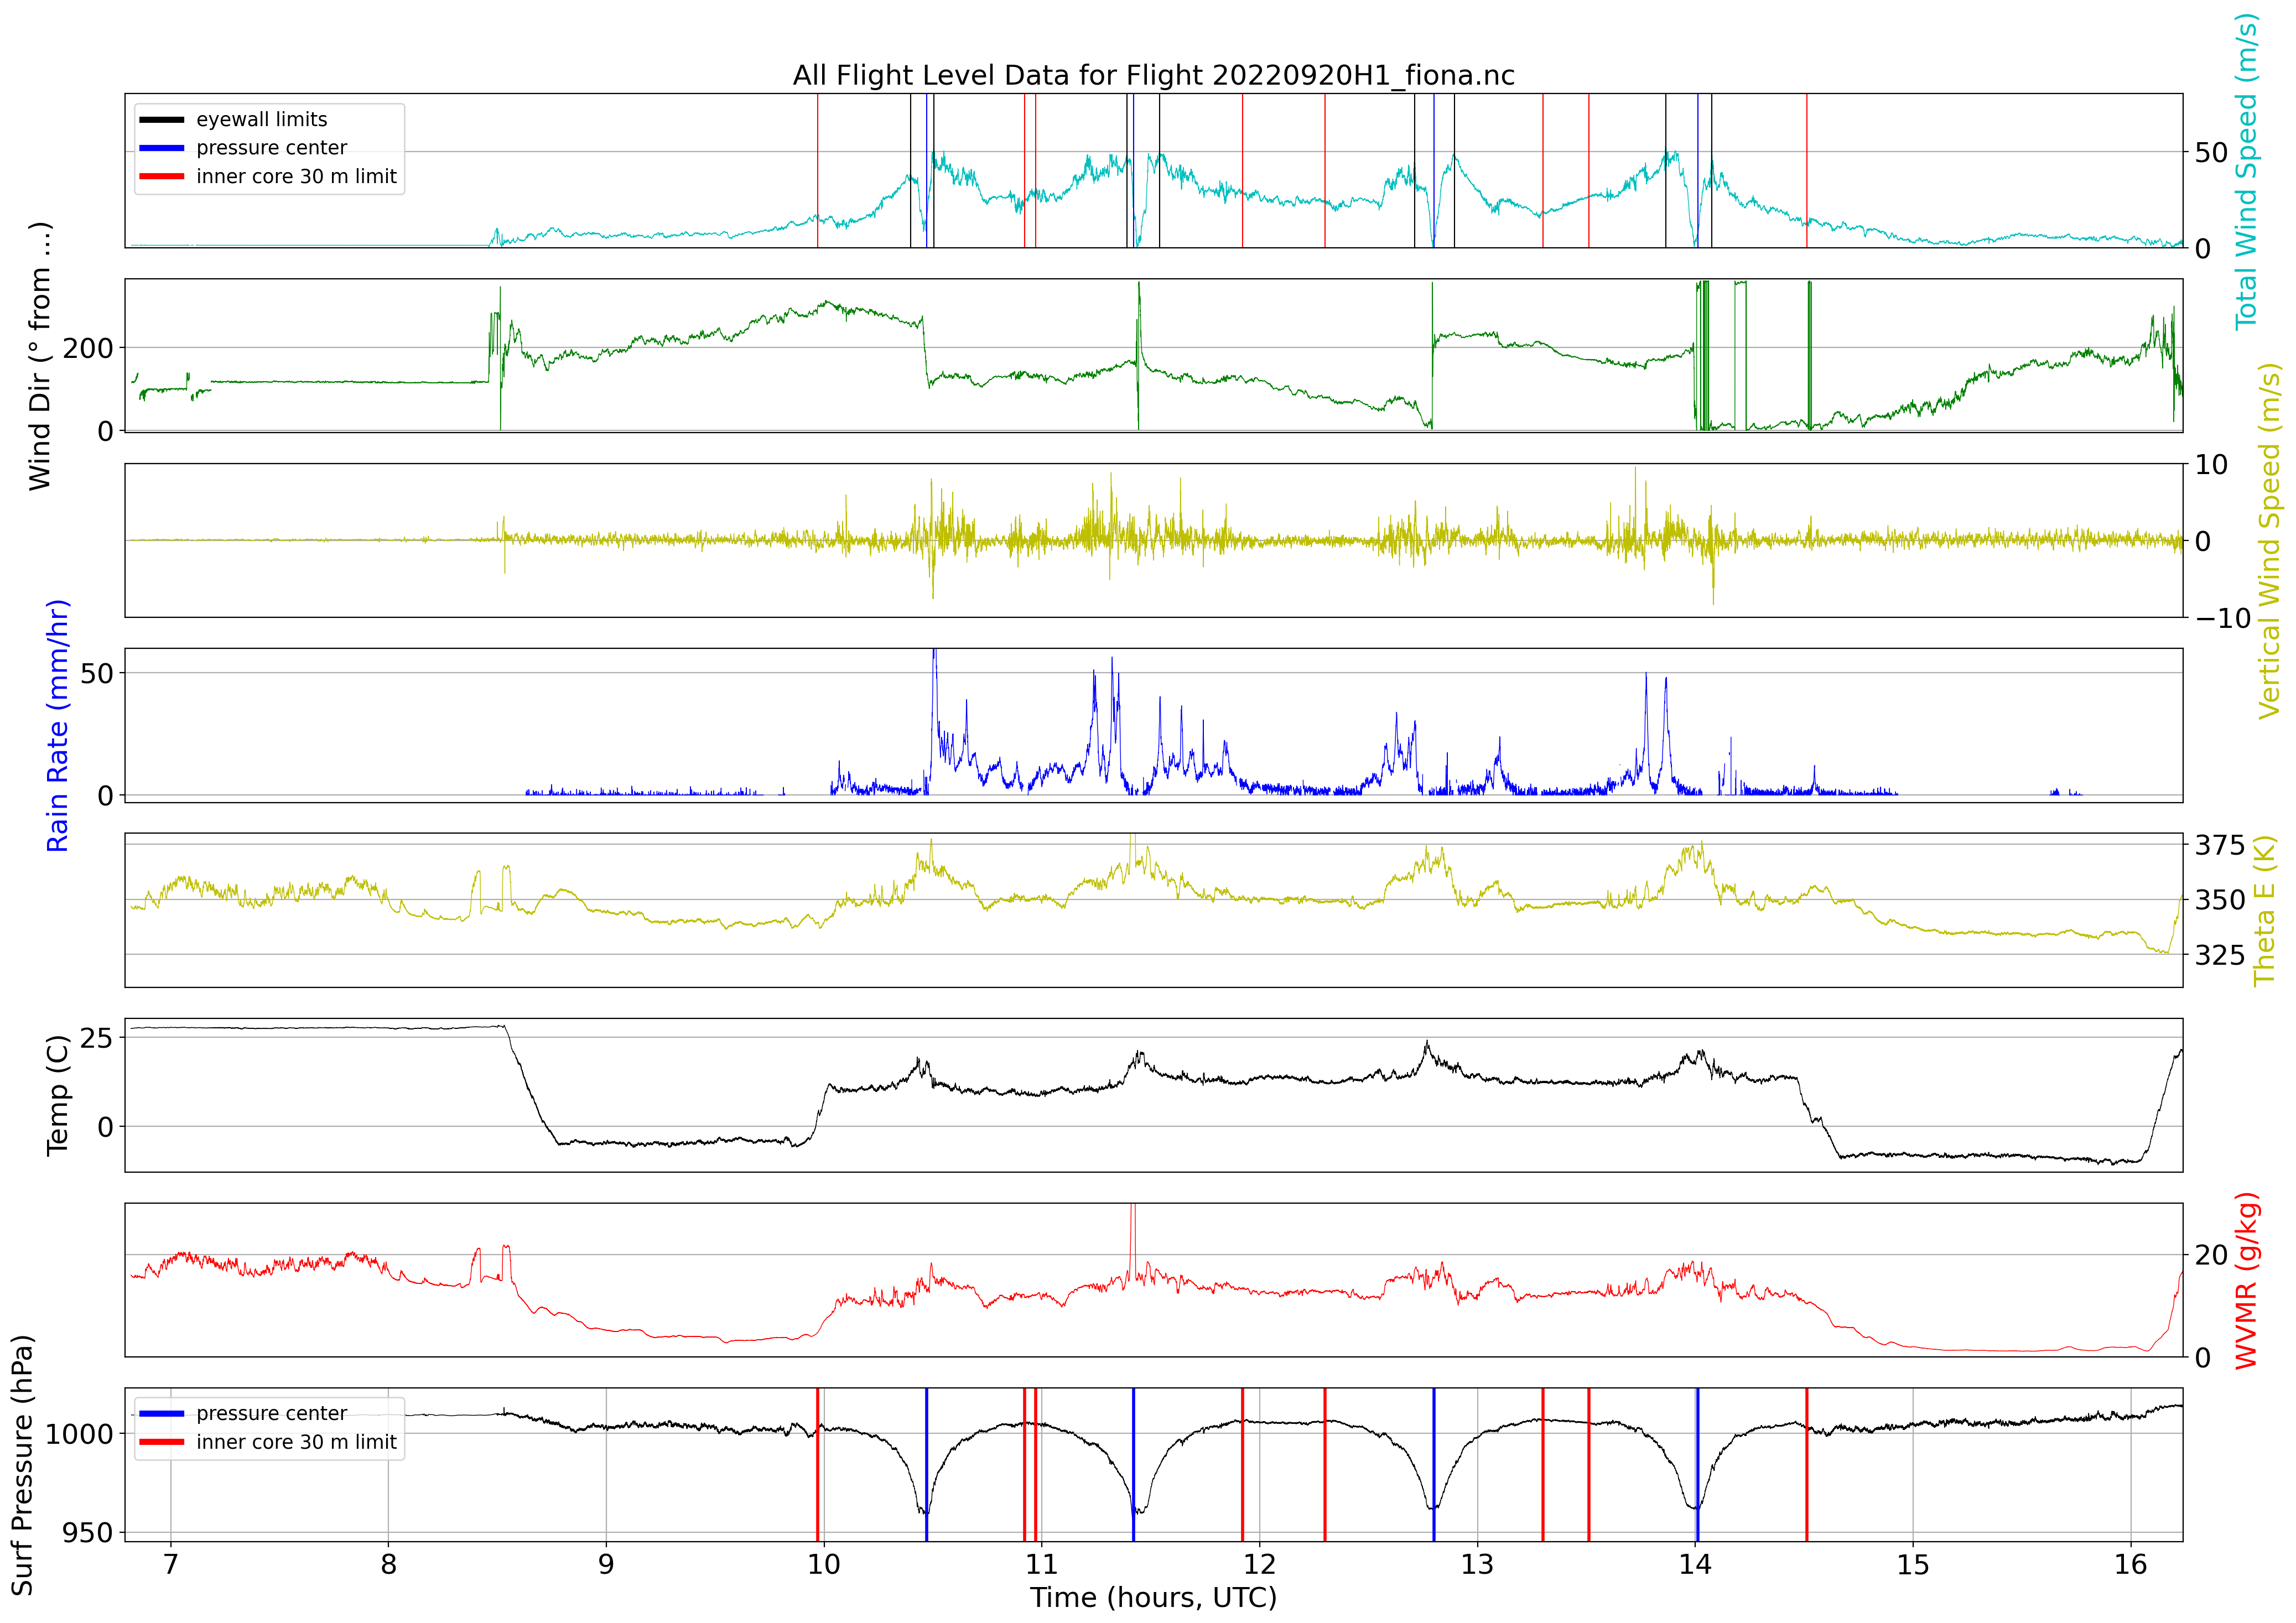 All Flight Level Data for Flight 20220920H1_fiona.nc
eyewall limits
pressure center
inner core 30 m limit
50
0
Total Wind Speed (m/s)
200
0
Wind Dir (° from ...)
10
0
−10
Vertical Wind Speed (m/s)
50
0
Rain Rate (mm/hr)
375
350
325
Theta E (K)
25
0
Temp (C)
20
0
WVMR (g/kg)
pressure center
inner core 30 m limit
1000
950
Surf Pressure (hPa)
7 8 9 10 11 12 13 14 15 16
Time (hours, UTC)